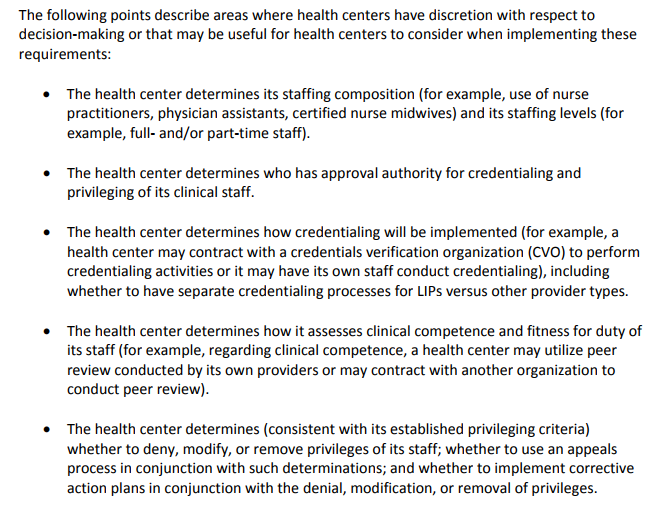 The following points describe areas where health centers have discretion with respect to
decision-making or that may be useful for health centers to consider when implementing these
requirements:
• The health center determines its staffing composition (for example, use of nurse
practitioners, physician assistants, certified nurse midwives) and its staffing levels (for
example, full- and/or part-time staff).
• The health center determines who has approval authority for credentialing and
privileging of its clinical staff.
• The health center determines how credentialing will be implemented (for example, a
health center may contract with a credentials verification organization (CVO) to perform
credentialing activities or it may have its own staff conduct credentialing), including
whether to have separate credentialing processes for LIPs versus other provider types.
• The health center determines how it assesses clinical competence and fitness for duty of
its staff (for example, regarding clinical competence, a health center may utilize peer
review conducted by its own providers or may contract with another organization to
conduct peer review).
• The health center determines (consistent with its established privileging criteria)
whether to deny, modify, or remove privileges of its staff; whether to use an appeals
process in conjunction with such determinations; and whether to implement corrective
action plans in conjunction with the denial, modification, or removal of privileges.